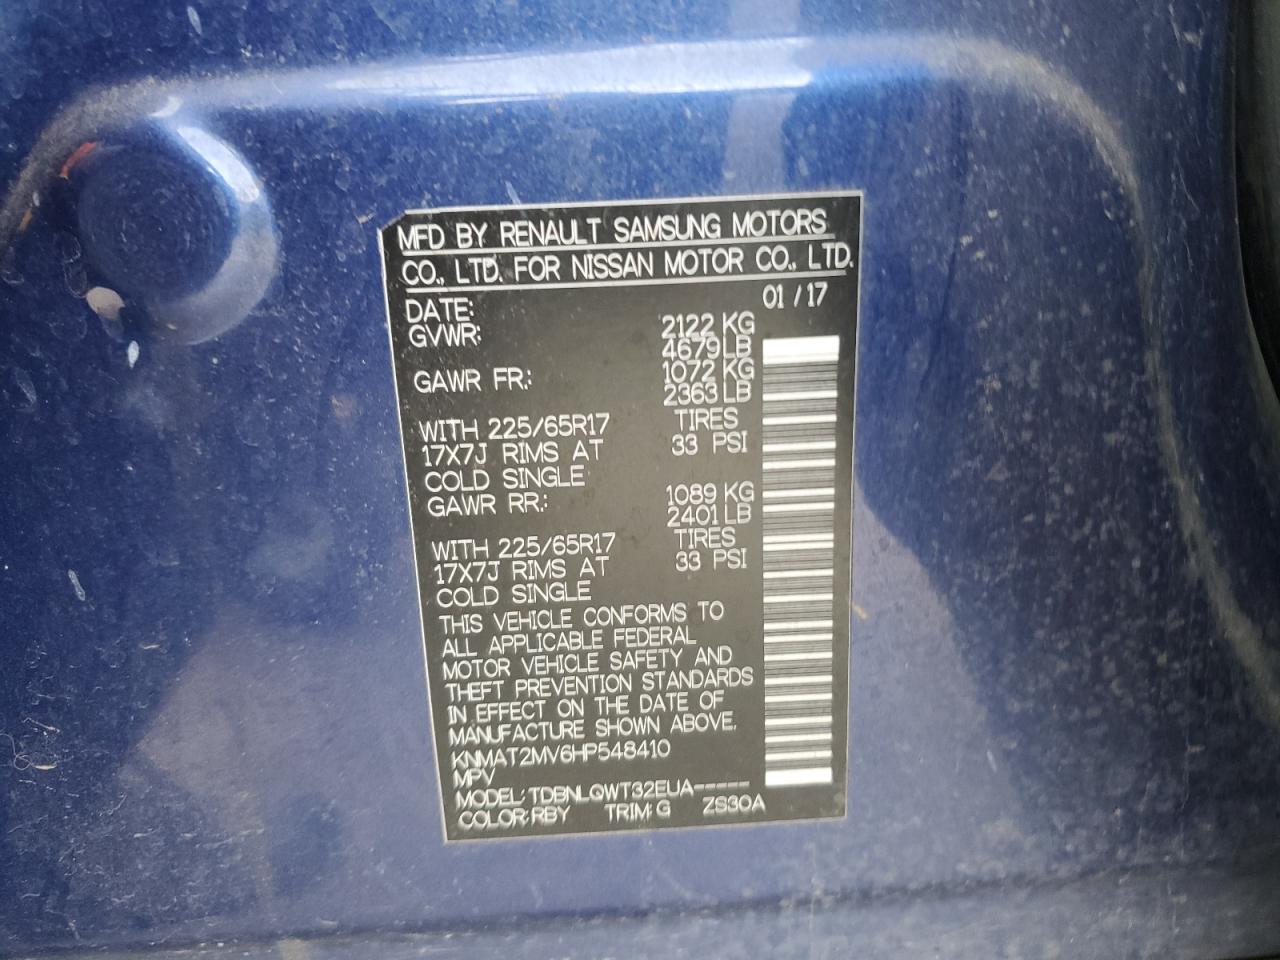 MFD BY RENAULT SAMSUNG MOTORS
CO., LTD. FOR NISSAN MOTOR CO., LTD.
DATE: 01 / 17
GVWR: 2122 KG
4679 LB
GAWR FR.: 1072 KG
2363 LB
WITH 225/65R17 TIRES
17X7J RIMS AT 33 PSI
COLD SINGLE
GAWR RR.: 1089 KG
2401 LB
WITH 225/65R17 TIRES
17X7J RIMS AT 33 PSI
COLD SINGLE
THIS VEHICLE CONFORMS TO
ALL APPLICABLE FEDERAL
MOTOR VEHICLE SAFETY AND
THEFT PREVENTION STANDARDS
IN EFFECT ON THE DATE OF
MANUFACTURE SHOWN ABOVE.
KNMAT2MV6HP548410
MPV
MODEL: TDBNLQWT32EUA-----
COLOR: RBY TRIM: G ZS30A